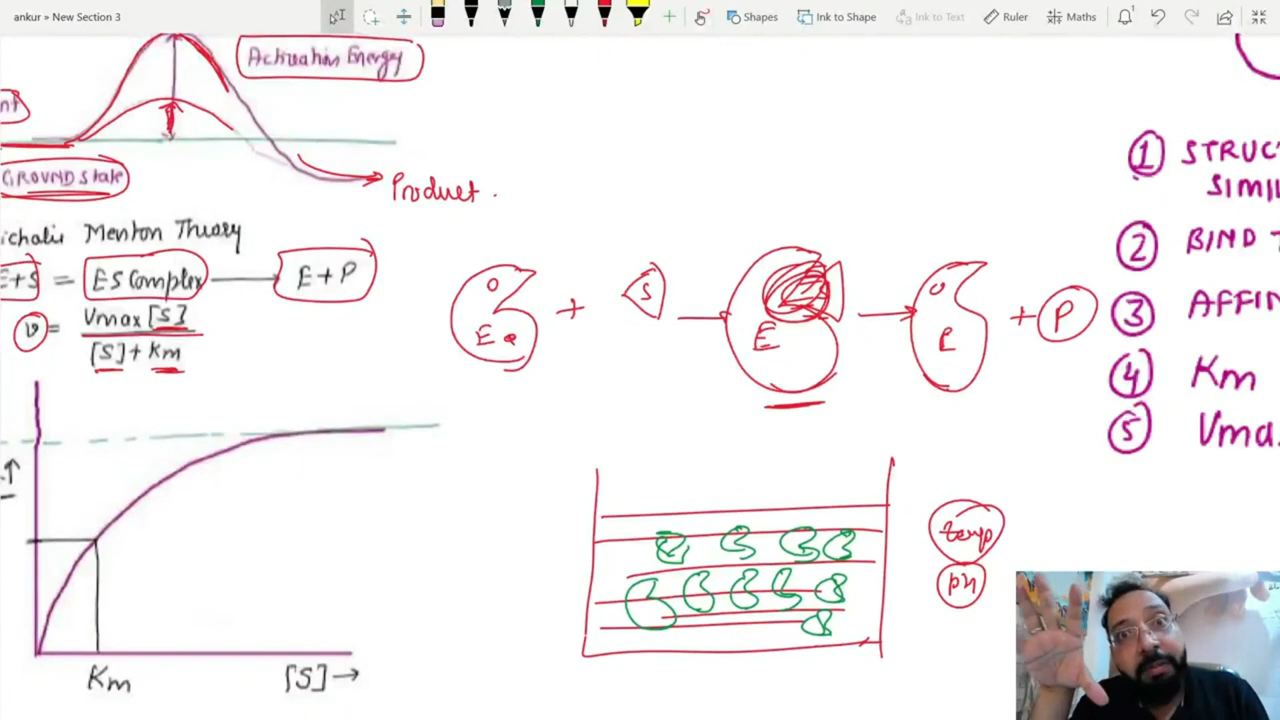 ankur » New Section 3
Shapes
Ink to Shape
Ink to Text
Ruler
Maths
Activation Energy
nt
GROUND State
Product.
ichalis Menton Theory
E+S = ES Complex → E+P
v = Vmax [S]
[S] + Km
Km
[S] →
E
+
S
→
E
→
E
+ P
temp
pH
① STRUC
SIMIL
② BIND T
③ AFFIN
④ Km
⑤ Vma